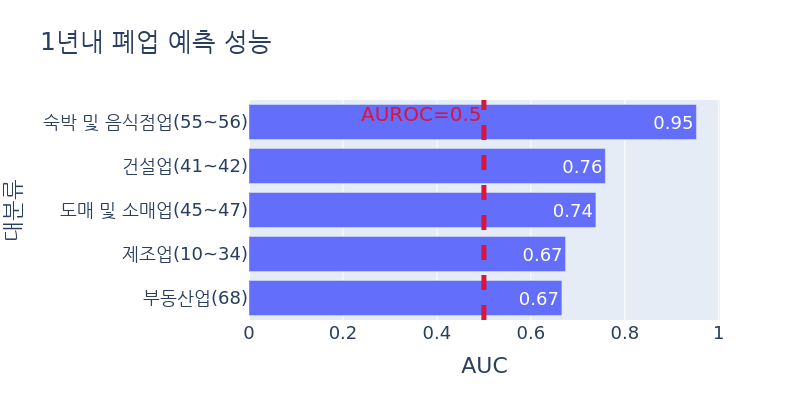 1년내 폐업 예측 성능
AUROC=0.5
숙박 및 음식점업(55~56)
0.95
건설업(41~42)
0.76
도매 및 소매업(45~47)
0.74
제조업(10~34)
0.67
부동산업(68)
0.67
대분류
0 0.2 0.4 0.6 0.8 1
AUC